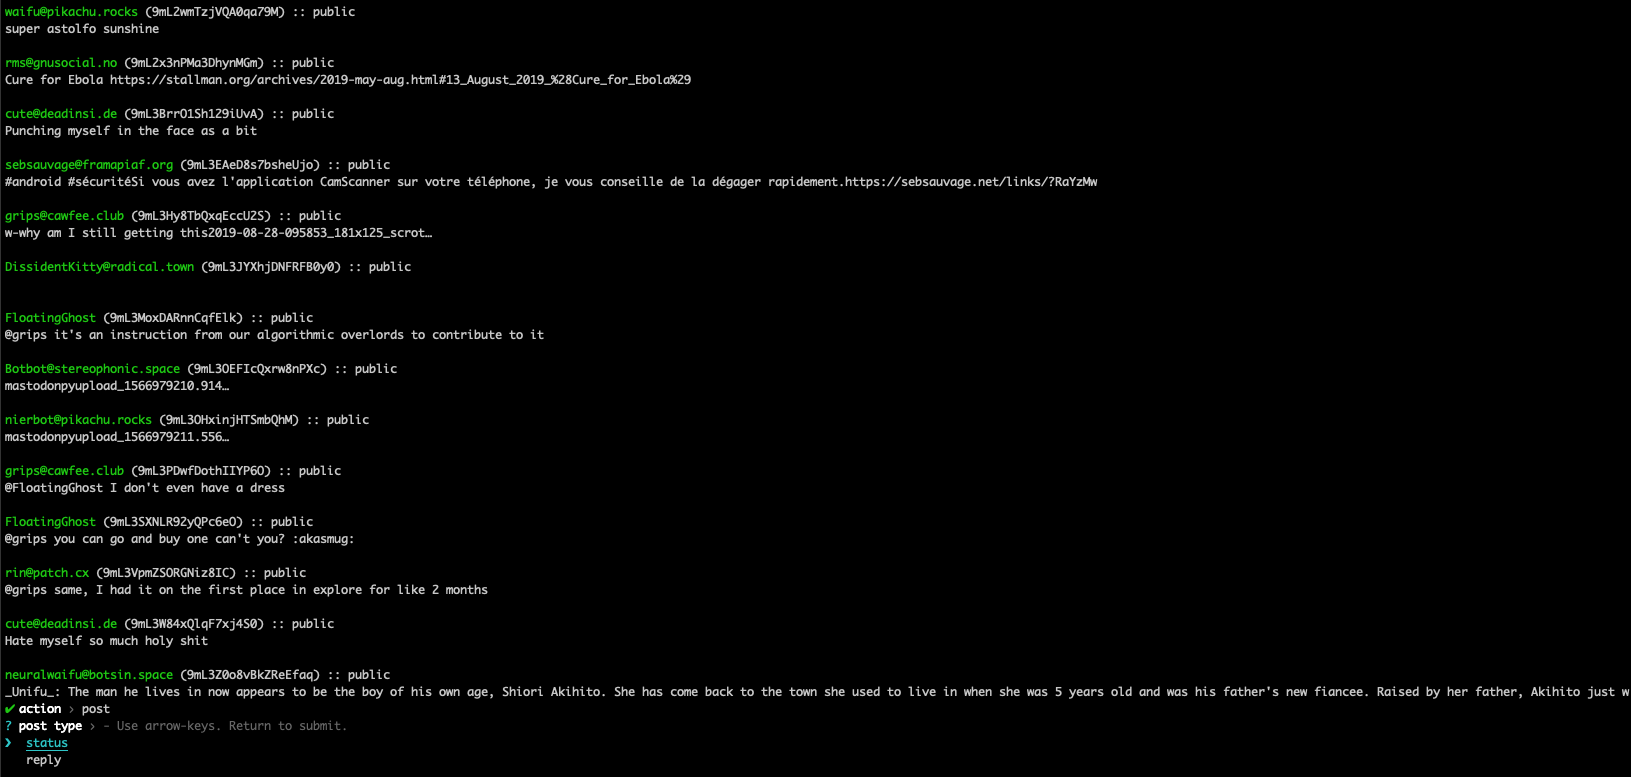 waifu@pikachu.rocks (9mL2wmTzjVQA0qa79M) :: public
super astolfo sunshine
rms@gnusocial.no (9mL2x3nPMa3DhynMGm) :: public
Cure for Ebola https://stallman.org/archives/2019-may-aug.html#13_August_2019_%28Cure_for_Ebola%29
cute@deadinsi.de (9mL3BrrO1Sh129iUvA) :: public
Punching myself in the face as a bit
sebsauvage@framapiaf.org (9mL3EAeD8s7bsheUjo) :: public
#android #sécuritéSi vous avez l'application CamScanner sur votre téléphone, je vous conseille de la dégager rapidement.https://sebsauvage.net/links/?RaYzMw
grips@cawfee.club (9mL3Hy8TbQxqEccU2S) :: public
w-why am I still getting this2019-08-28-095853_181x125_scrot…
DissidentKitty@radical.town (9mL3JYXhjDNFRFB0y0) :: public
FloatingGhost (9mL3MoxDARnnCqfElk) :: public
@grips it's an instruction from our algorithmic overlords to contribute to it
Botbot@stereophonic.space (9mL3OEFIcQxrw8nPXc) :: public
mastodonpyupload_1566979210.914…
nierbot@pikachu.rocks (9mL3OHxinjHTSmbQhM) :: public
mastodonpyupload_1566979211.556…
grips@cawfee.club (9mL3PDwfDothIIYP6O) :: public
@FloatingGhost I don't even have a dress
FloatingGhost (9mL3SXNLR92yQPc6eO) :: public
@grips you can go and buy one can't you? :akasmug:
rin@patch.cx (9mL3VpmZSORGNiz8IC) :: public
@grips same, I had it on the first place in explore for like 2 months
cute@deadinsi.de (9mL3W84xQlqF7xj4S0) :: public
Hate myself so much holy shit
neuralwaifu@botsin.space (9mL3Z0o8vBkZReEfaq) :: public
_Unifu_: The man he lives in now appears to be the boy of his own age, Shiori Akihito. She has come back to the town she used to live in when she was 5 years old and was his father's new fiancee. Raised by her father, Akihito just w
✔ action › post
? post type › - Use arrow-keys. Return to submit.
❯ status
reply